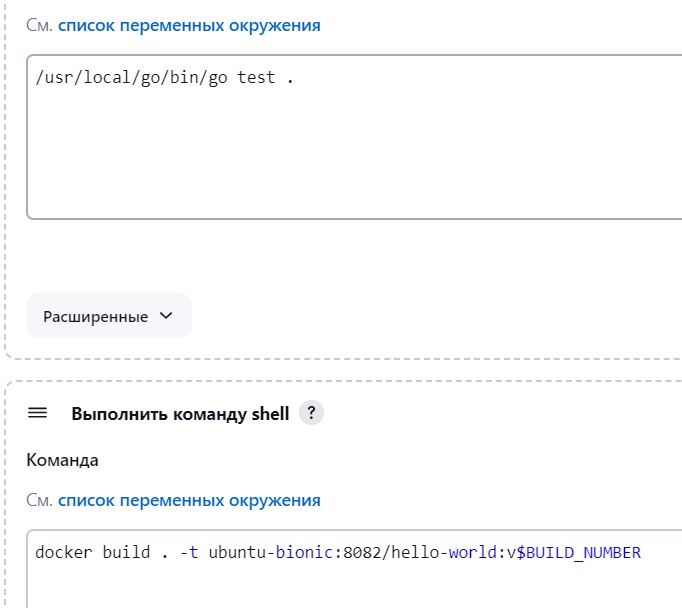 См. список переменных окружения
/usr/local/go/bin/go test .
Расширенные
Выполнить команду shell ?
Команда
См. список переменных окружения
docker build . -t ubuntu-bionic:8082/hello-world:v$BUILD_NUMBER